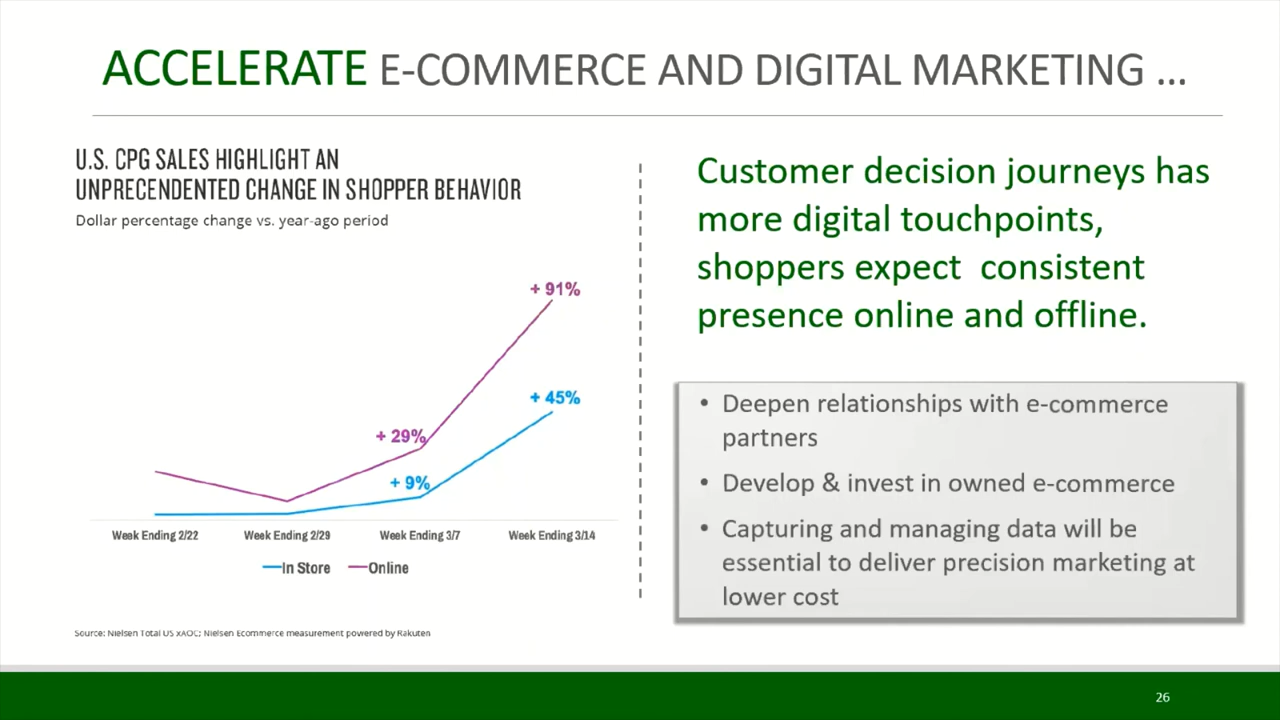 ACCELERATE E-COMMERCE AND DIGITAL MARKETING ...
U.S. CPG SALES HIGHLIGHT AN
UNPRECENDENTED CHANGE IN SHOPPER BEHAVIOR
Dollar percentage change vs. year-ago period
+ 91%
+ 45%
+ 29%
+ 9%
Week Ending 2/22 Week Ending 2/29 Week Ending 3/7 Week Ending 3/14
In Store Online
Source: Nielsen Total US xAOC; Nielsen Ecommerce measurement powered by Rakuten
Customer decision journeys has
more digital touchpoints,
shoppers expect consistent
presence online and offline.
• Deepen relationships with e-commerce
partners
• Develop & invest in owned e-commerce
• Capturing and managing data will be
essential to deliver precision marketing at
lower cost
26